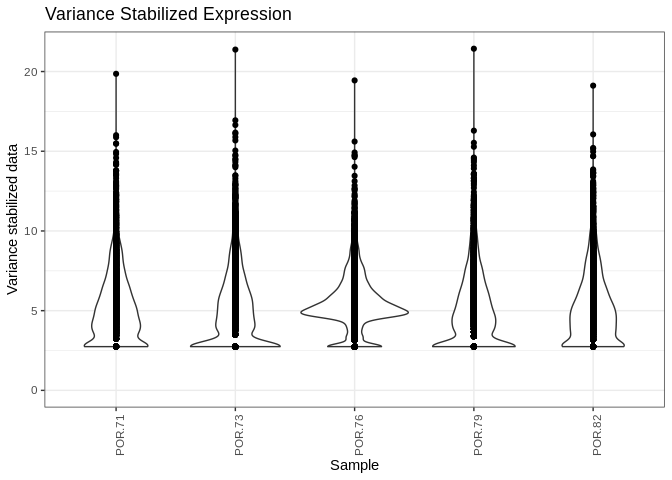 Variance Stabilized Expression
Variance stabilized data
20
15
10
5
0
POR.71
POR.73
POR.76
POR.79
POR.82
Sample